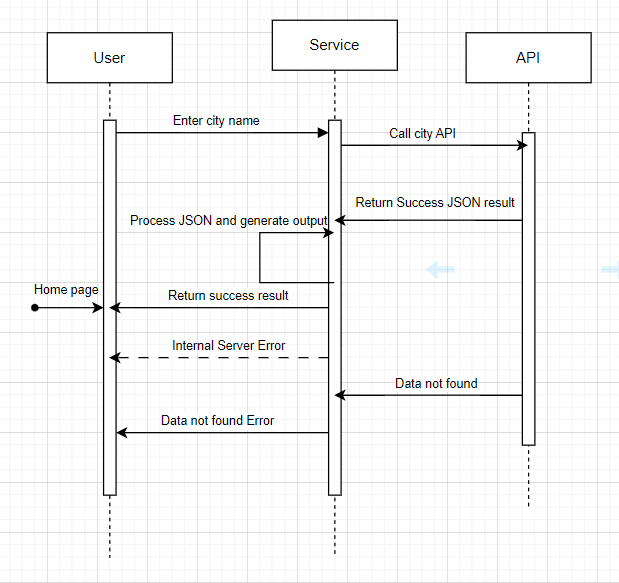 User
Service
API
Enter city name
Call city API
Return Success JSON result
Process JSON and generate output
Home page
Return success result
Internal Server Error
Data not found
Data not found Error